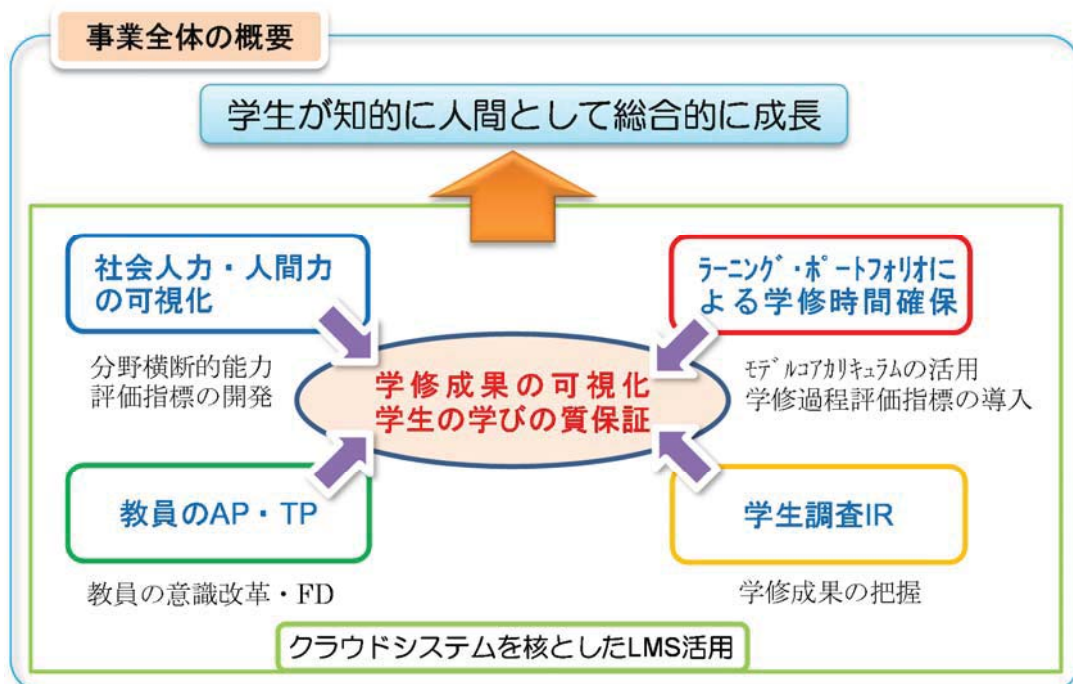 事業全体の概要
学生が知的に人間として総合的に成長
社会人力・人間力
の可視化
分野横断的能力
評価指標の開発
ﾗｰﾆﾝｸﾞ・ﾎﾟｰﾄﾌｫﾘｵに
よる学修時間確保
ﾓﾃﾞﾙｺｱｶﾘｷｭﾗﾑの活用
学修過程評価指標の導入
学修成果の可視化
学生の学びの質保証
教員のAP・TP
教員の意識改革・FD
学生調査IR
学修成果の把握
クラウドシステムを核としたLMS活用